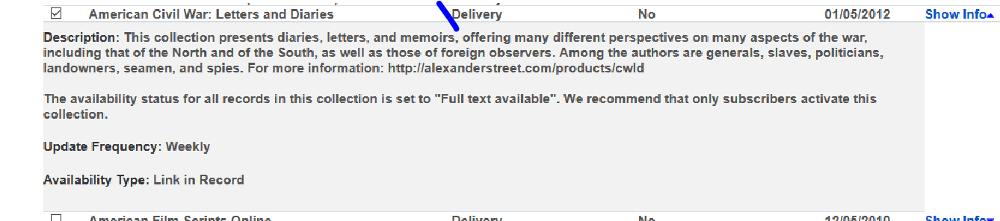 American Civil War: Letters and Diaries Delivery No 01/05/2012 Show Info
Description: This collection presents diaries, letters, and memoirs, offering many different perspectives on many aspects of the war,
including that of the North and of the South, as well as those of foreign observers. Among the authors are generals, slaves, politicians,
landowners, seamen, and spies. For more information: http://alexanderstreet.com/products/cwld
The availability status for all records in this collection is set to "Full text available". We recommend that only subscribers activate this
collection.
Update Frequency: Weekly
Availability Type: Link in Record
American Film Scripts Online Delivery No 12/05/2010 Show Info